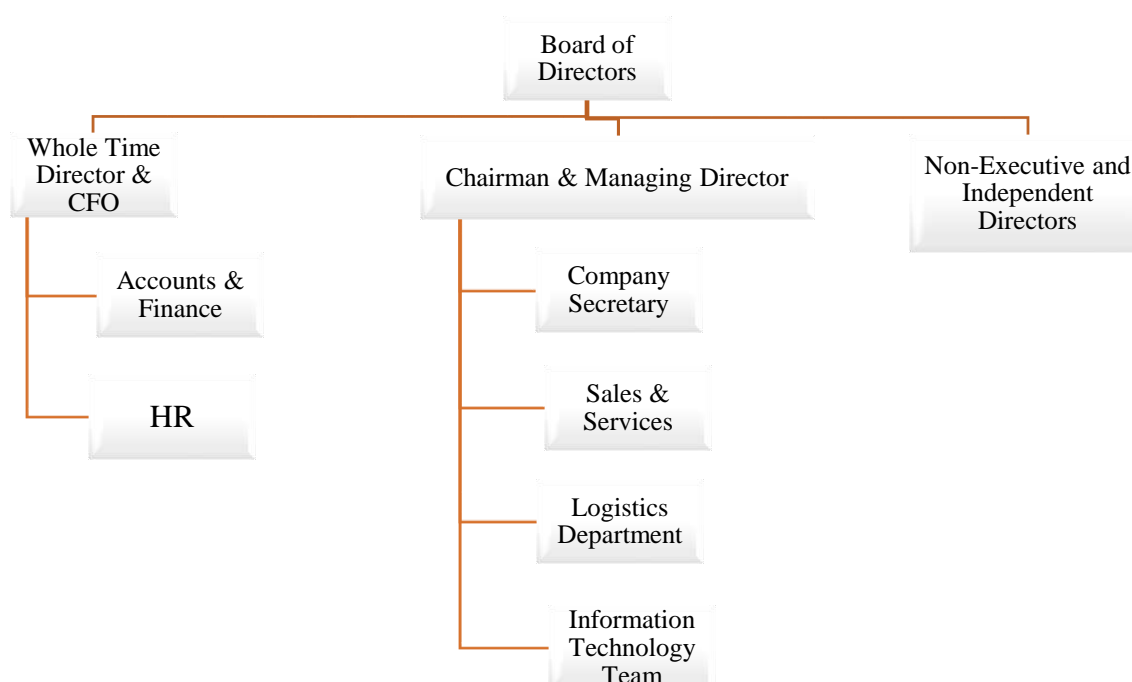 Board of
Directors
Whole Time
Director &
CFO
Chairman & Managing Director
Non-Executive and
Independent
Directors
Accounts &
Finance
HR
Company
Secretary
Sales &
Services
Logistics
Department
Information
Technology
Team